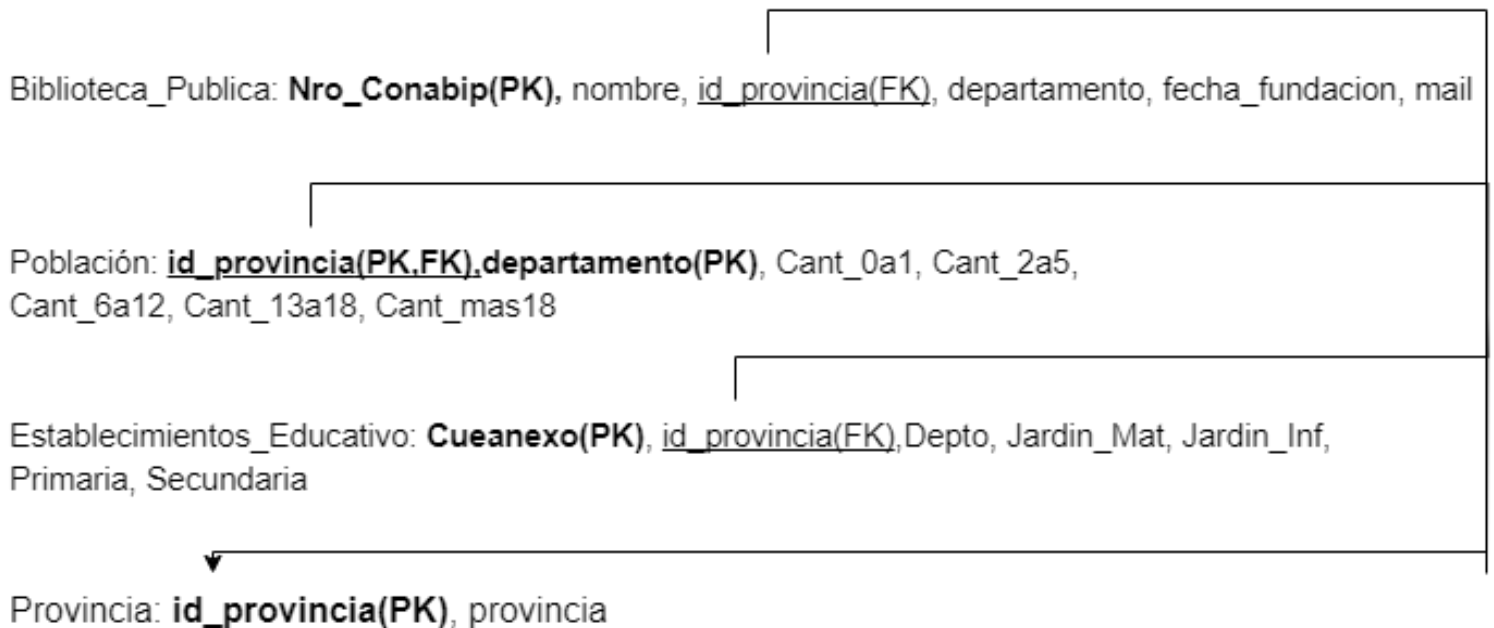 Biblioteca_Publica: Nro_Conabip(PK), nombre, id_provincia(FK), departamento, fecha_fundacion, mail
Población: id_provincia(PK,FK),departamento(PK), Cant_0a1, Cant_2a5,
Cant_6a12, Cant_13a18, Cant_mas18
Establecimientos_Educativo: Cueanexo(PK), id_provincia(FK),Depto, Jardin_Mat, Jardin_Inf,
Primaria, Secundaria
Provincia: id_provincia(PK), provincia